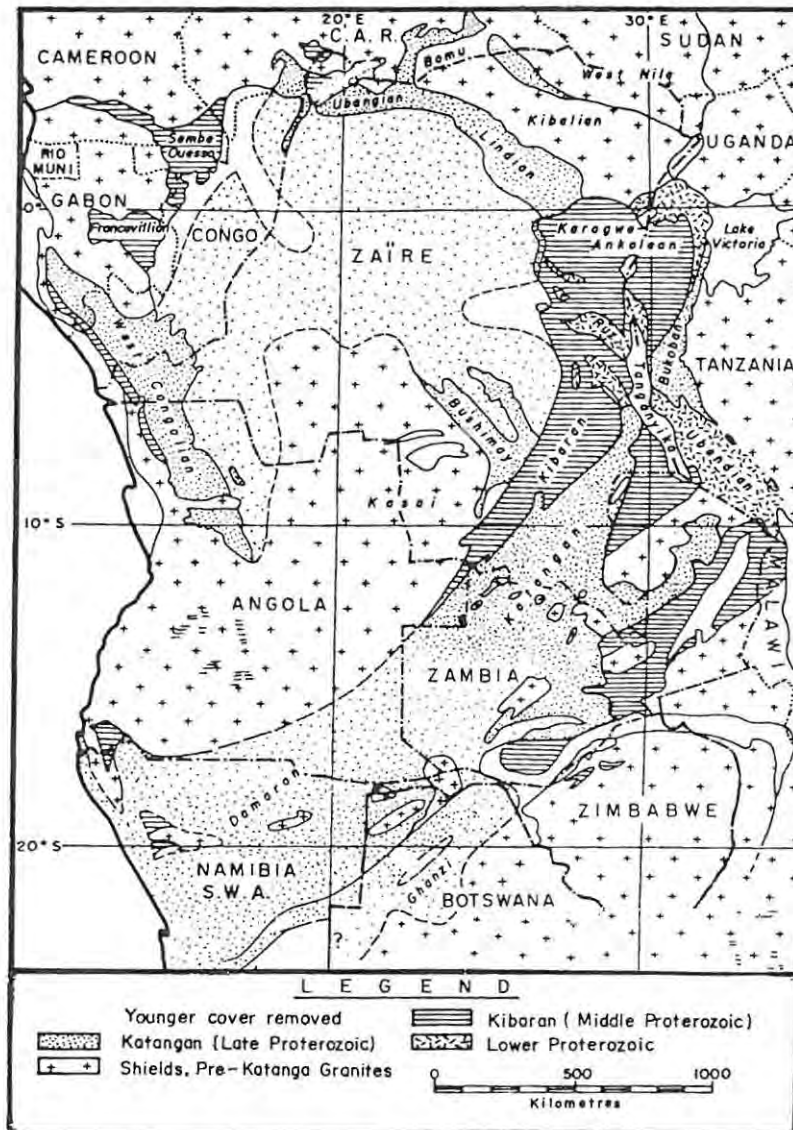 20°E
30°E
C.A.R.
SUDAN
CAMEROON
Bomu
West Nile
Ubangian
Kibalian
Sembe
Ouesso
Lindian
UGANDA
RIO
MUNI
GABON
0°
Francevillian
CONGO
Karagwe-
Ankolean
Lake
Victoria
ZAÏRE
West
Congolian
Ruzizi
Bukoban
TANZANIA
Tanganyika
Bushimay
Kibaran
Ubendian
Kasai
10°S
Katangan
MALAWI
ANGOLA
ZAMBIA
Damaran
ZIMBABWE
20°S
NAMIBIA
S.W.A.
Ghanzi
BOTSWANA
?
LEGEND
Younger cover removed
Kibaran (Middle Proterozoic)
Katangan (Late Proterozoic)
Lower Proterozoic
Shields, Pre-Katanga Granites
0 500 1000
Kilometres